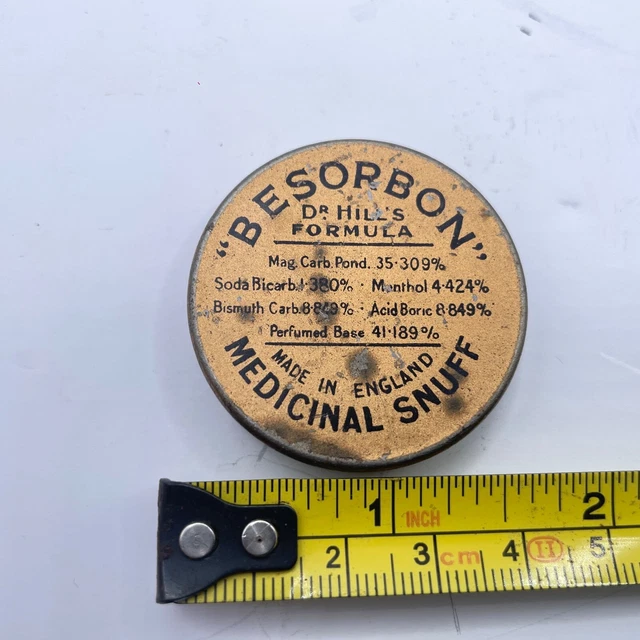 "BESORBON"
DR HILL'S
FORMULA
Mag. Carb. Pond. 35·309%
Soda Bicarb. 1·380% · Menthol 4·424%
Bismuth Carb. 8·849% · Acid Boric 8·849%
Perfumed Base 41·189%
MADE IN ENGLAND
MEDICINAL SNUFF
1 INCH 2
2 3 cm 4 II 5